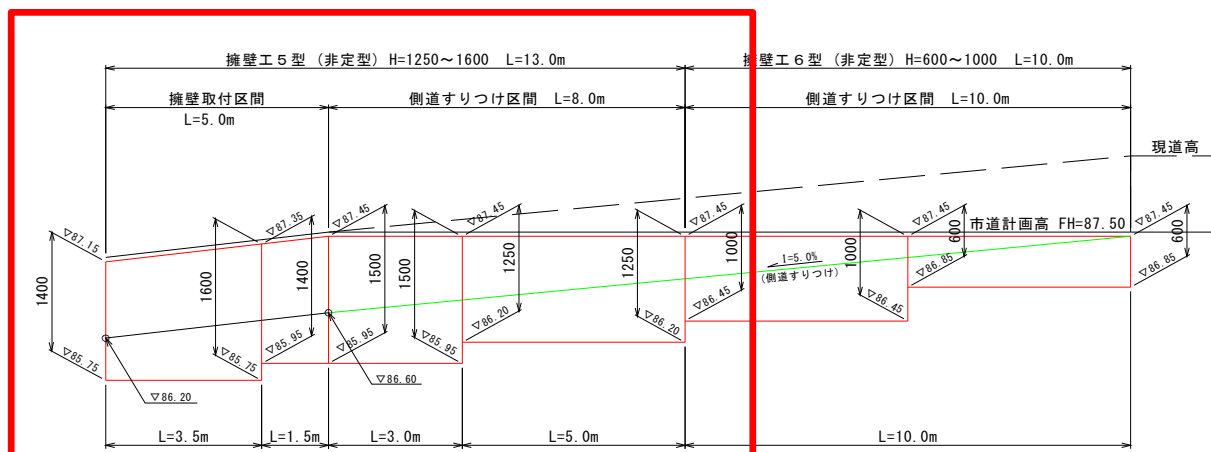 擁壁工５型 (非定型) H=1250～1600　L=13.0m
擁壁工６型 (非定型) H=600～1000　L=10.0m
擁壁取付区間
L=5.0m
側道すりつけ区間　L=8.0m
側道すりつけ区間　L=10.0m
現道高
市道計画高 FH=87.50
▽87.15
▽87.35
▽87.45
▽87.45
▽87.45
▽87.45
▽87.45
▽87.45
1400
1600
1400
1500
1500
1250
1250
1000
1000
600
600
I=5.0%
(側道すりつけ)
▽85.75
▽85.75
▽85.95
▽85.95
▽85.95
▽86.20
▽86.20
▽86.45
▽86.45
▽86.85
▽86.85
▽86.20
▽86.60
L=3.5m
L=1.5m
L=3.0m
L=5.0m
L=10.0m